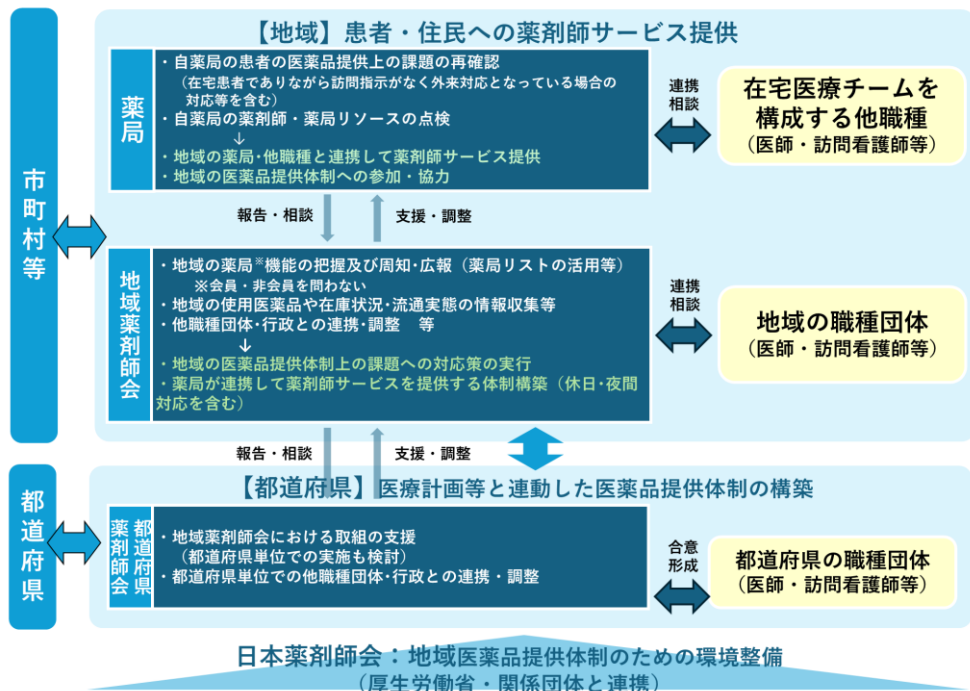 【地域】患者・住民への薬剤師サービス提供
市町村等
薬局
・自薬局の患者の医薬品提供上の課題の再確認
（在宅患者でありながら訪問指示がなく外来対応となっている場合の
対応等を含む）
・自薬局の薬剤師・薬局リソースの点検
↓
・地域の薬局・他職種と連携して薬剤師サービス提供
・地域の医薬品提供体制への参加・協力
連携
相談
在宅医療チームを
構成する他職種
（医師・訪問看護師等）
報告・相談
支援・調整
地域薬剤師会
・地域の薬局※機能の把握及び周知・広報（薬局リストの活用等）
※会員・非会員を問わない
・地域の使用医薬品や在庫状況・流通実態の情報収集等
・他職種団体・行政との連携・調整　等
↓
・地域の医薬品提供体制上の課題への対応策の実行
・薬局が連携して薬剤師サービスを提供する体制構築（休日・夜間
対応を含む）
連携
相談
地域の職種団体
（医師・訪問看護師等）
報告・相談
支援・調整
【都道府県】医療計画等と連動した医薬品提供体制の構築
都道府県
都道府県
薬剤師会
・地域薬剤師会における取組の支援
（都道府県単位での実施も検討）
・都道府県単位での他職種団体・行政との連携・調整
合意
形成
都道府県の職種団体
（医師・訪問看護師等）
日本薬剤師会：地域医薬品提供体制のための環境整備
（厚生労働省・関係団体と連携）